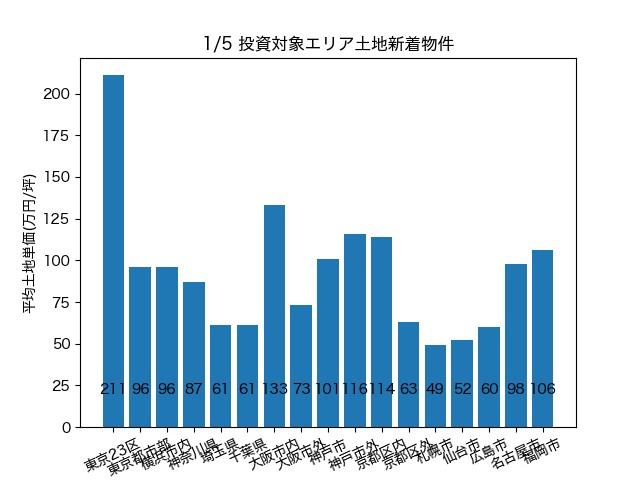 1/5 投資対象エリア土地新着物件
平均土地単価(万円/坪)
200
175
150
125
100
75
50
25
0
211 96 96 87 61 61 133 73 101 116 114 63 49 52 60 98 106
東京23区
東京都市部
横浜市内
神奈川県
埼玉県
千葉県
大阪市内
大阪市外
神戸市
神戸市外
京都区内
京都区外
札幌市
仙台市
広島市
名古屋市
福岡市